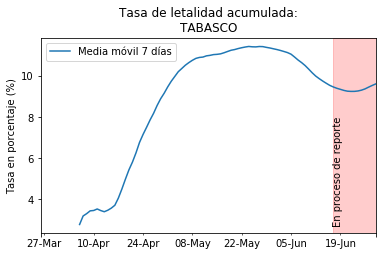 Tasa de letalidad acumulada:
TABASCO
Media móvil 7 días
Tasa en porcentaje (%)
10
8
6
4
En proceso de reporte
27-Mar 10-Apr 24-Apr 08-May 22-May 05-Jun 19-Jun